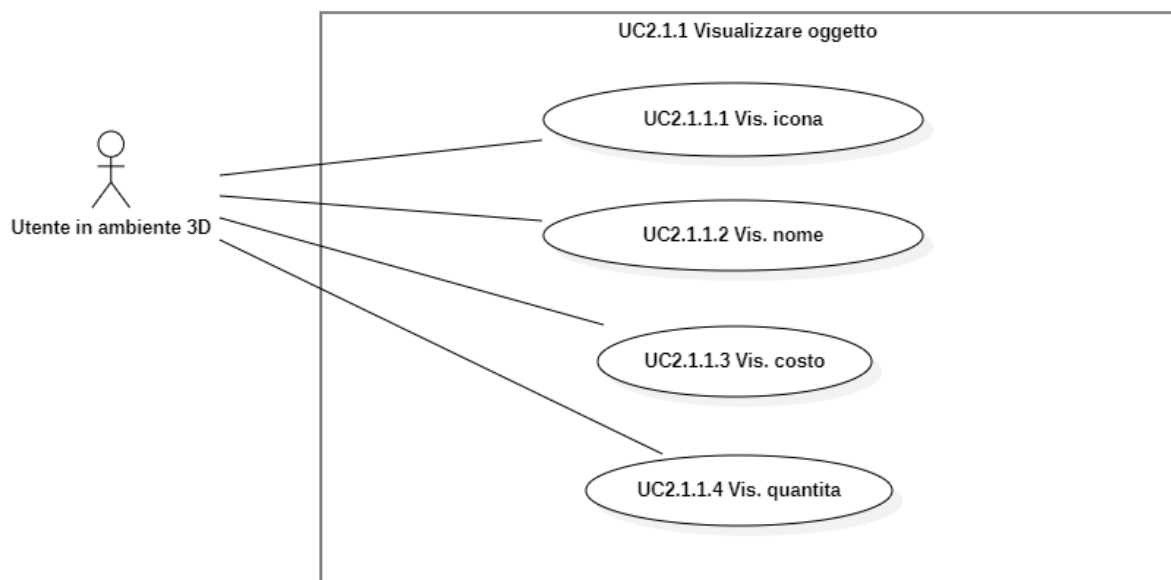 UC2.1.1 Visualizzare oggetto
UC2.1.1.1 Vis. icona
Utente in ambiente 3D
UC2.1.1.2 Vis. nome
UC2.1.1.3 Vis. costo
UC2.1.1.4 Vis. quantita